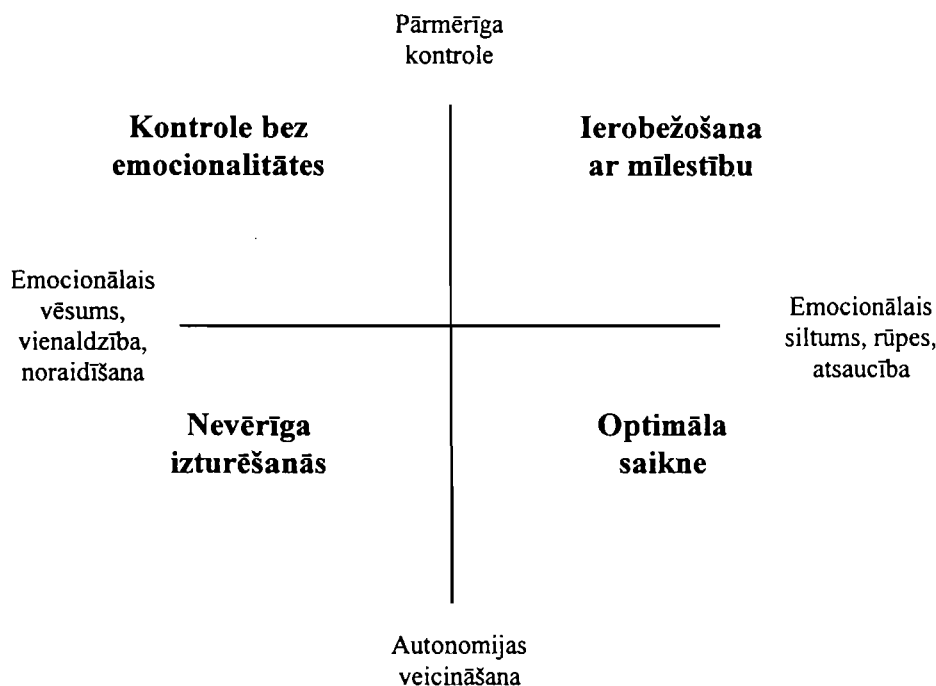 Pārmērīga
kontrole
Kontrole bez
emocionalitātes
Ierobežošana
ar mīlestību
Emocionālais
vēsums,
vienaldzība,
noraidīšana
Emocionālais
siltums, rūpes,
atsaucība
Nevērīga
izturēšanās
Optimāla
saikne
Autonomijas
veicināšana